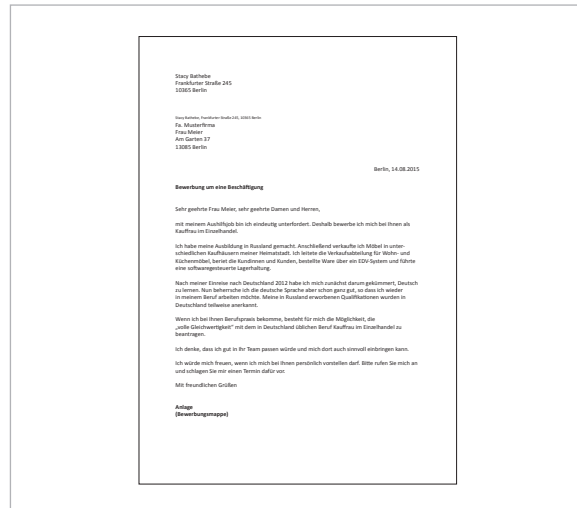 Stacy Bathebe
Frankfurter Straße 245
10365 Berlin
Stacy Bathebe, Frankfurter Straße 245, 10365 Berlin
Fa. Musterfirma
Frau Meier
Am Garten 37
13085 Berlin
Berlin, 14.08.2015
Bewerbung um eine Beschäftigung
Sehr geehrte Frau Meier, sehr geehrte Damen und Herren,
mit meinem Aushilfsjob bin ich eindeutig unterfordert. Deshalb bewerbe ich mich bei Ihnen als
Kauffrau im Einzelhandel.
Ich habe meine Ausbildung in Russland gemacht. Anschließend verkaufte ich Möbel in unter-
schiedlichen Kaufhäusern meiner Heimatstadt. Ich leitete die Verkaufsabteilung für Wohn- und
Küchenmöbel, beriet die Kundinnen und Kunden, bestellte Ware über ein EDV-System und führte
eine softwaregesteuerte Lagerhaltung.
Nach meiner Einreise nach Deutschland 2012 habe ich mich zunächst darum gekümmert, Deutsch
zu lernen. Nun beherrsche ich die deutsche Sprache aber schon ganz gut, so dass ich wieder
in meinem Beruf arbeiten möchte. Meine in Russland erworbenen Qualifikationen wurden in
Deutschland teilweise anerkannt.
Wenn ich bei Ihnen Berufspraxis bekomme, besteht für mich die Möglichkeit, die
„volle Gleichwertigkeit" mit dem in Deutschland üblichen Beruf Kauffrau im Einzelhandel zu
beantragen.
Ich denke, dass ich gut in Ihr Team passen würde und mich dort auch sinnvoll einbringen kann.
Ich würde mich freuen, wenn ich mich bei Ihnen persönlich vorstellen darf. Bitte rufen Sie mich an
und schlagen Sie mir einen Termin dafür vor.
Mit freundlichen Grüßen
Anlage
(Bewerbungsmappe)